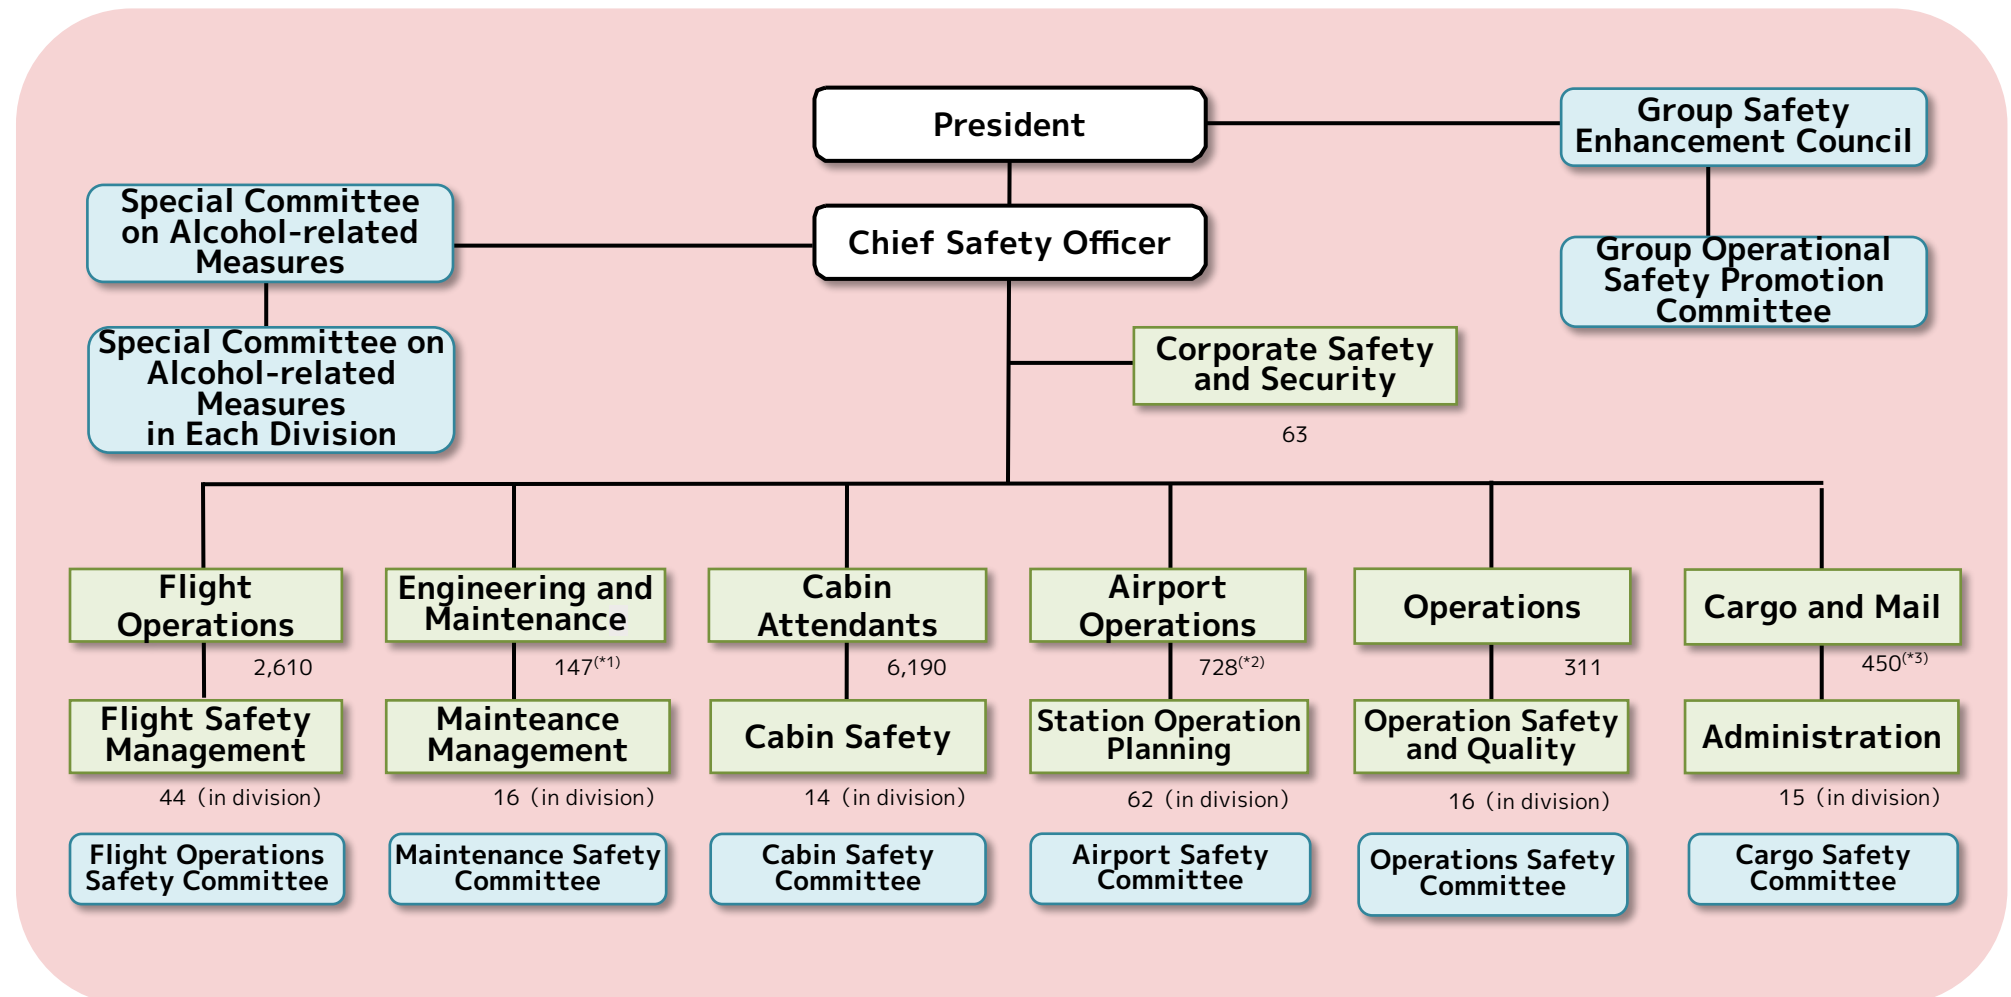 President
Group Safety
Enhancement Council
Special Committee
on Alcohol-related
Measures
Chief Safety Officer
Group Operational
Safety Promotion
Committee
Special Committee on
Alcohol-related
Measures
in Each Division
Corporate Safety
and Security
63
Flight
Operations
2,610
Engineering and
Maintenance
147(*1)
Cabin
Attendants
6,190
Airport
Operations
728(*2)
Operations
311
Cargo and Mail
450(*3)
Flight Safety
Management
44（in division）
Mainteance
Management
16（in division）
Cabin Safety
14（in division）
Station Operation
Planning
62（in division）
Operation Safety
and Quality
16（in division）
Administration
15（in division）
Flight Operations
Safety Committee
Maintenance Safety
Committee
Cabin Safety
Committee
Airport Safety
Committee
Operations Safety
Committee
Cargo Safety
Committee